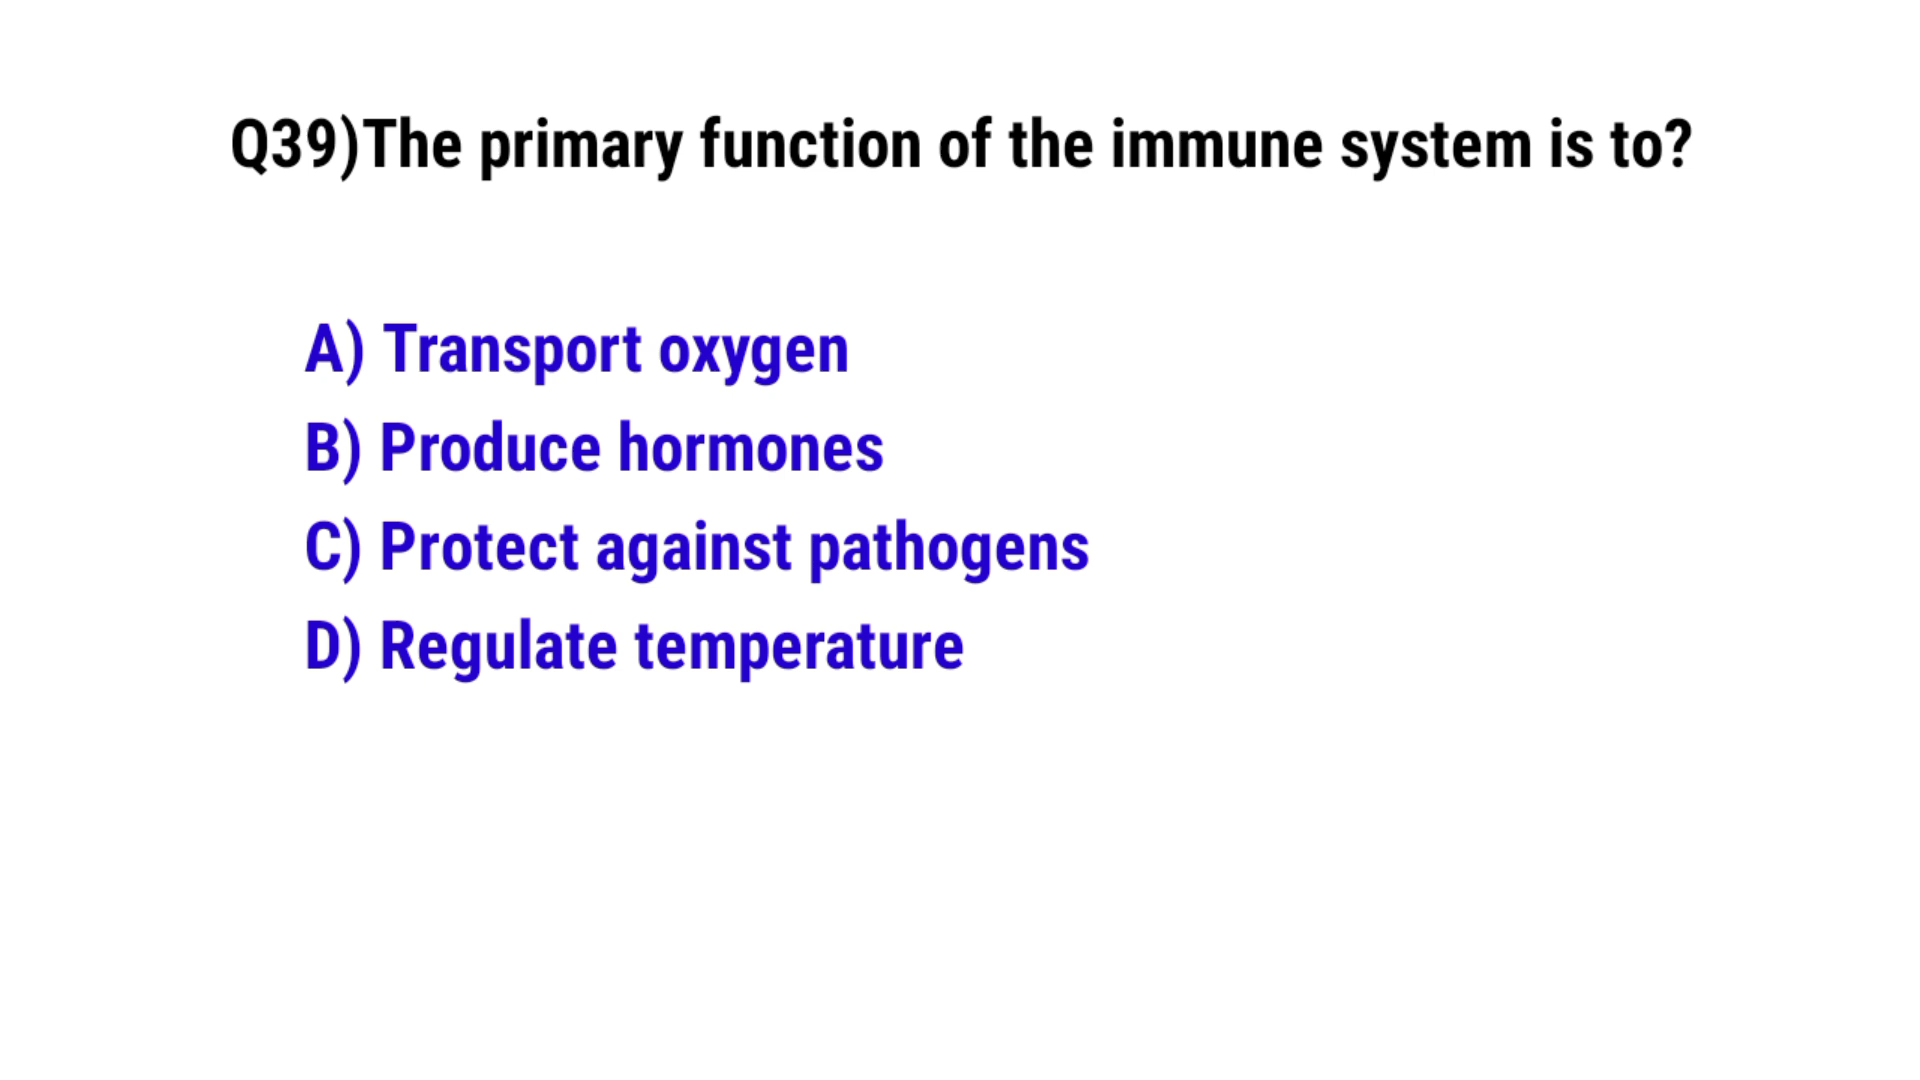 Q39)The primary function of the immune system is to?
A) Transport oxygen
B) Produce hormones
C) Protect against pathogens
D) Regulate temperature